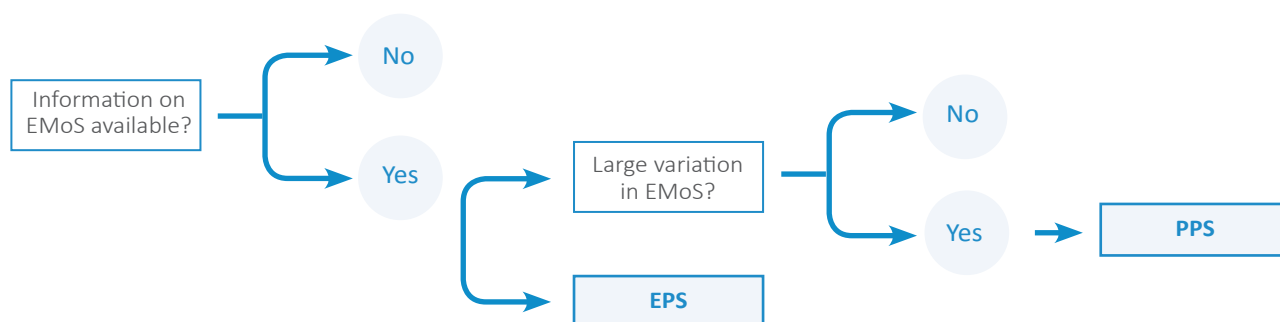 Information on
EMoS available?
No
Yes
Large variation
in EMoS?
EPS
No
Yes
PPS